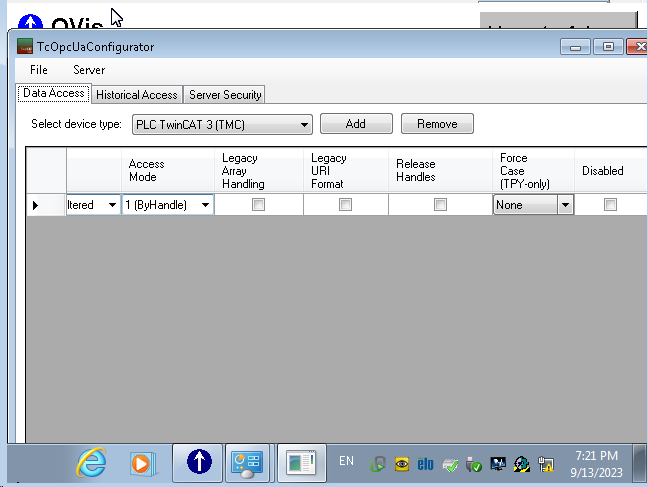 QVis
TcOpcUaConfigurator
File Server
Data Access Historical Access Server Security
Select device type: PLC TwinCAT 3 (TMC) Add Remove
Access
Mode
Legacy
Array
Handling
Legacy
URI
Format
Release
Handles
Force
Case
(TPY-only)
Disabled
ltered 1 (ByHandle) None
EN elo 7:21 PM
9/13/2023